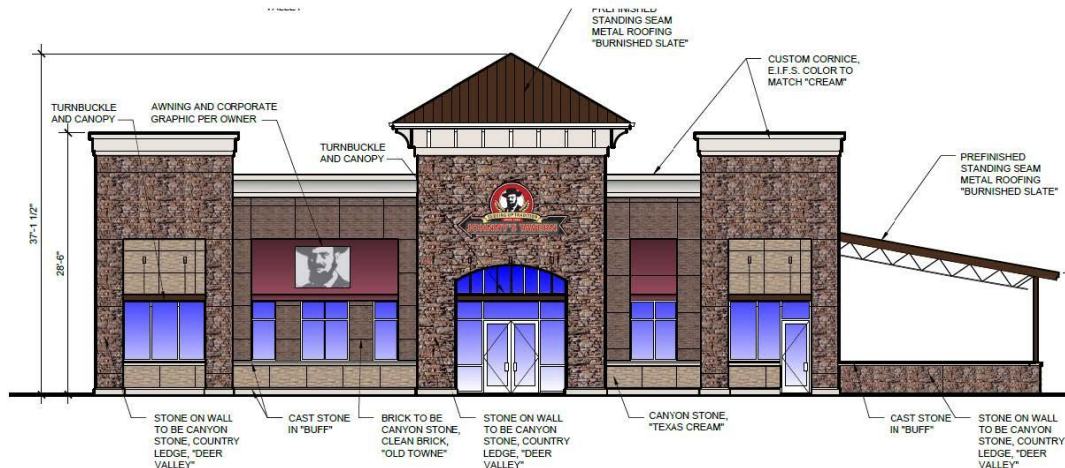 VALLEY"
PREFINISHED
STANDING SEAM
METAL ROOFING
"BURNISHED SLATE"
CUSTOM CORNICE,
E.I.F.S. COLOR TO
MATCH "CREAM"
TURNBUCKLE
AND CANOPY
AWNING AND CORPORATE
GRAPHIC PER OWNER
TURNBUCKLE
AND CANOPY
PREFINISHED
STANDING SEAM
METAL ROOFING
"BURNISHED SLATE"
37'-1 1/2"
28'-6"
JOHNNY'S TAVERN
STONE ON WALL
TO BE CANYON
STONE, COUNTRY
LEDGE, "DEER
VALLEY"
CAST STONE
IN "BUFF"
BRICK TO BE
CANYON STONE,
CLEAN BRICK,
"OLD TOWNE"
STONE ON WALL
TO BE CANYON
STONE, COUNTRY
LEDGE, "DEER
VALLEY"
CANYON STONE,
"TEXAS CREAM"
CAST STONE
IN "BUFF"
STONE ON WALL
TO BE CANYON
STONE, COUNTRY
LEDGE, "DEER
VALLEY"